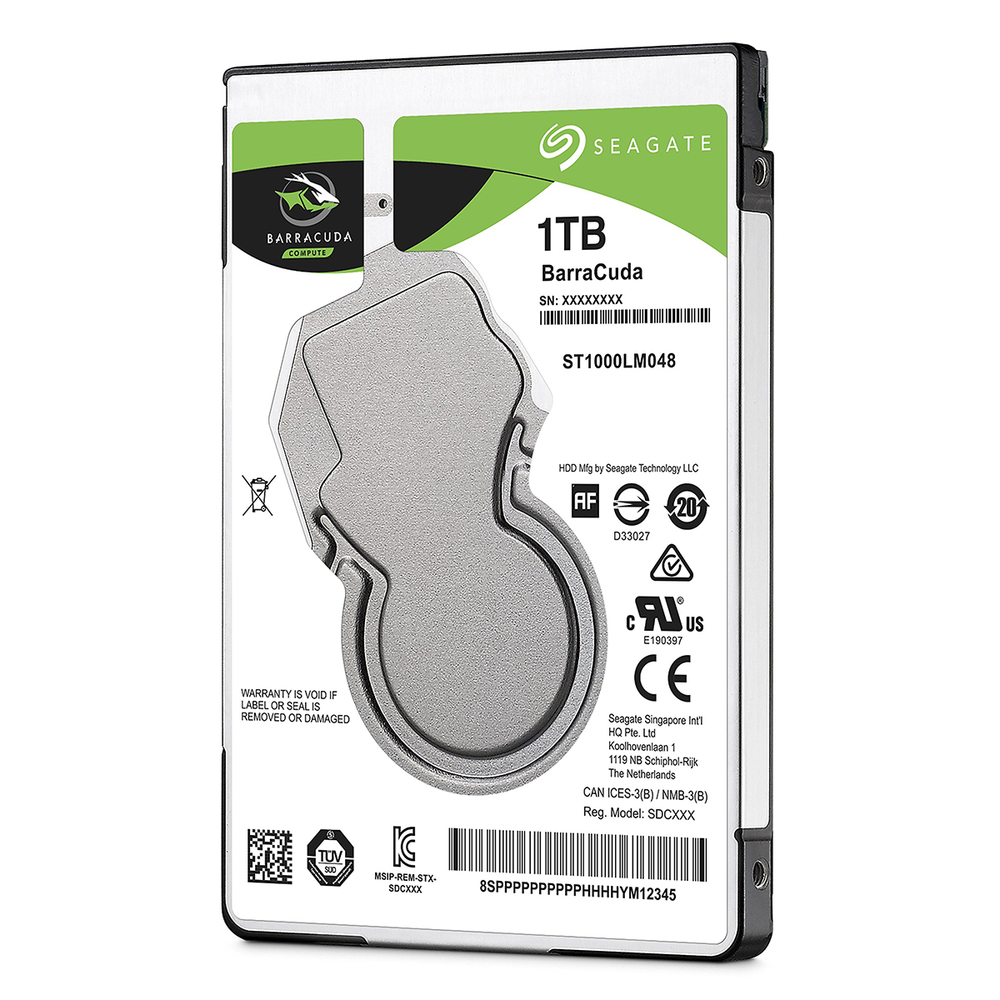 SEAGATE
BARRACUDA
COMPUTE
1TB
BarraCuda
SN: XXXXXXXX
ST1000LM048
HDD Mfg by Seagate Technology LLC
AF
20
D33027
C RU® US
E190397
CE
WARRANTY IS VOID IF
LABEL OR SEAL IS
REMOVED OR DAMAGED
Seagate Singapore Int'l
HQ Pte. Ltd
Koolhovenlaan 1
1119 NB Schiphol-Rijk
The Netherlands
CAN ICES-3(B) / NMB-3(B)
Reg. Model: SDCXXX
TÜV
SÜD
MSIP-REM-STX-
SDCXXX
8SPPPPPPPPPPHHHHYM12345